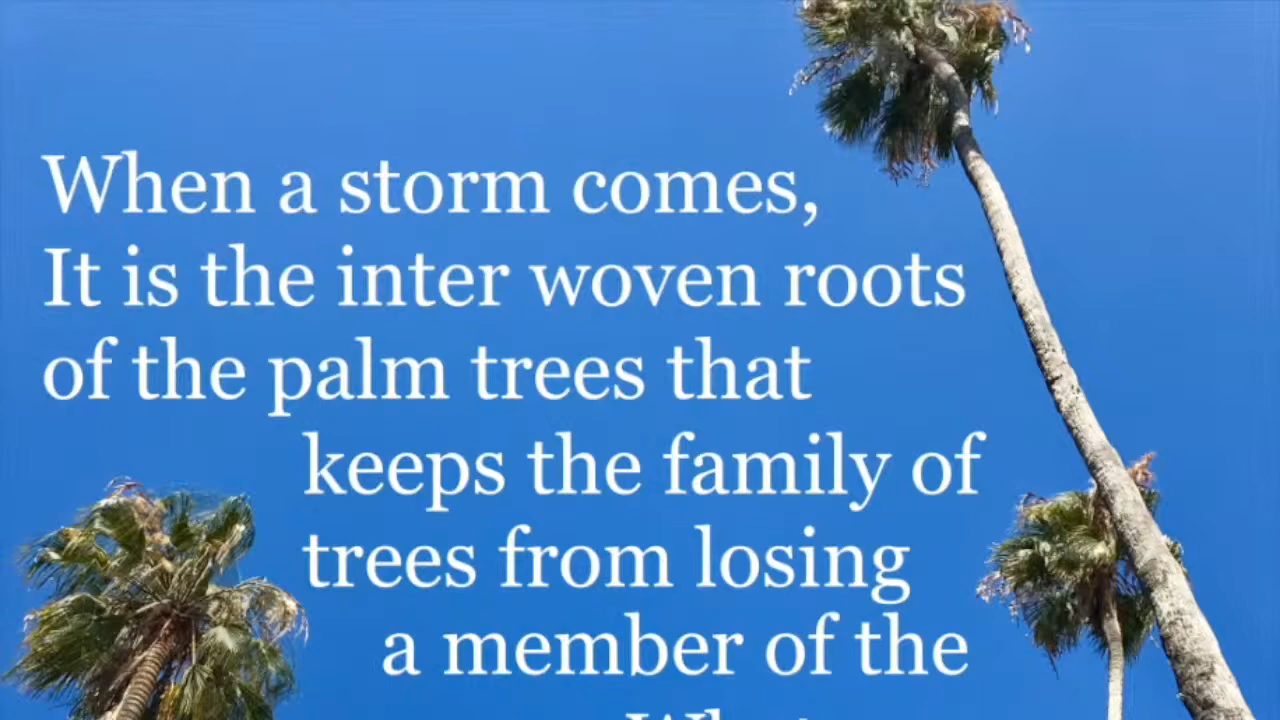 When a storm comes,
It is the inter woven roots
of the palm trees that
keeps the family of
trees from losing
a member of the